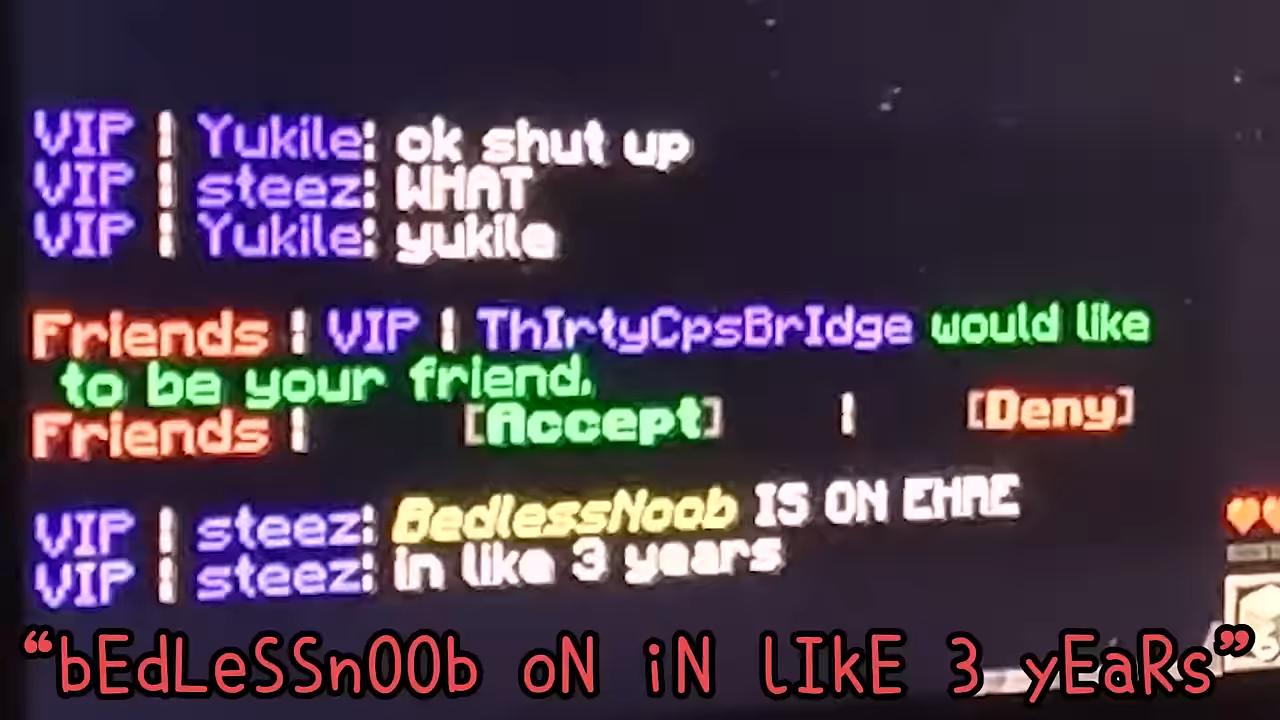 VIP | Yukile: ok shut up
VIP | steez: WHAT
VIP | Yukile: yukile
Friends | VIP | ThIrtyCpsBrIdge would like
to be your friend.
Friends | [Accept] | [Deny]
VIP | steez: BedlessNoob IS ON EHRE
VIP | steez: in like 3 years
“bEdLeSSnOOb oN iN lIkE 3 yEaRs”